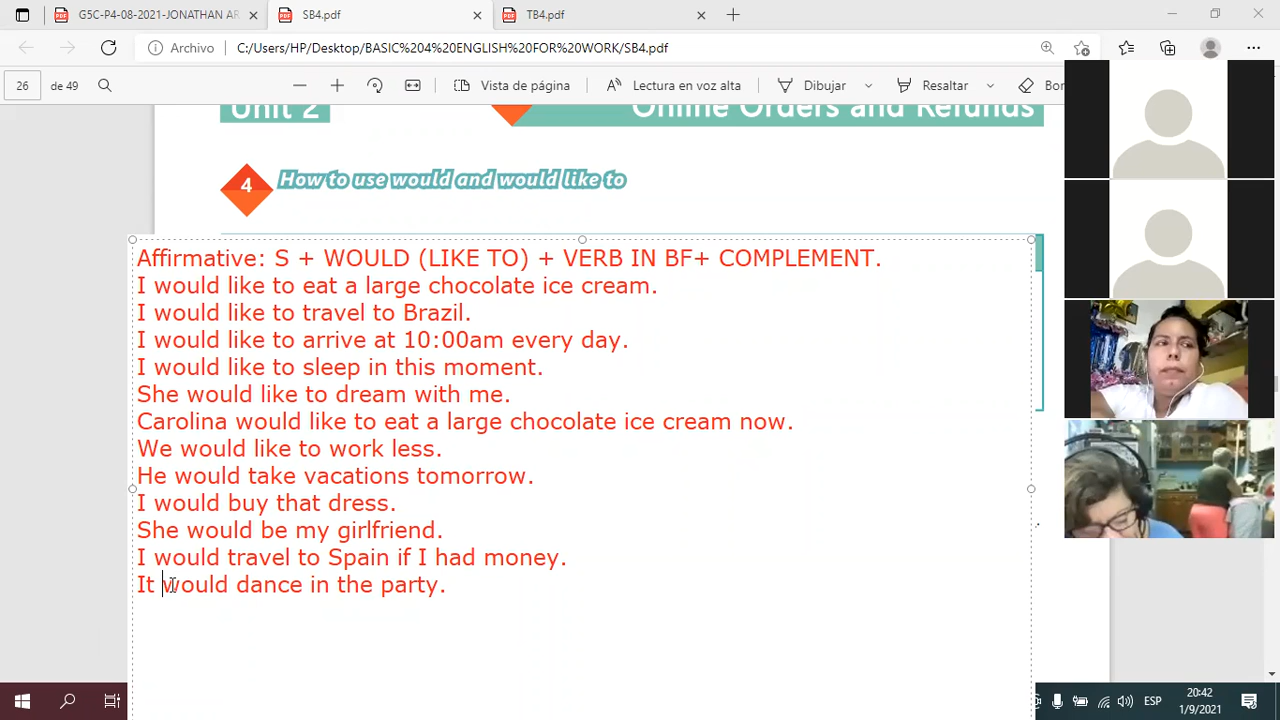 G5C-P4-08-2021-JONATHAN AR
SB4.pdf
TB4.pdf
Archivo
C:/Users/HP/Desktop/BASIC%204%20ENGLISH%20FOR%20WORK/SB4.pdf
26
de 49
Vista de página
Lectura en voz alta
Dibujar
Resaltar
Bor
Unit 2
Online Orders and Refunds
4
How to use would and would like to
Affirmative: S + WOULD (LIKE TO) + VERB IN BF+ COMPLEMENT.
I would like to eat a large chocolate ice cream.
I would like to travel to Brazil.
I would like to arrive at 10:00am every day.
I would like to sleep in this moment.
She would like to dream with me.
Carolina would like to eat a large chocolate ice cream now.
We would like to work less.
He would take vacations tomorrow.
I would buy that dress.
She would be my girlfriend.
I would travel to Spain if I had money.
It would dance in the party.
ESP
20:42
1/9/2021